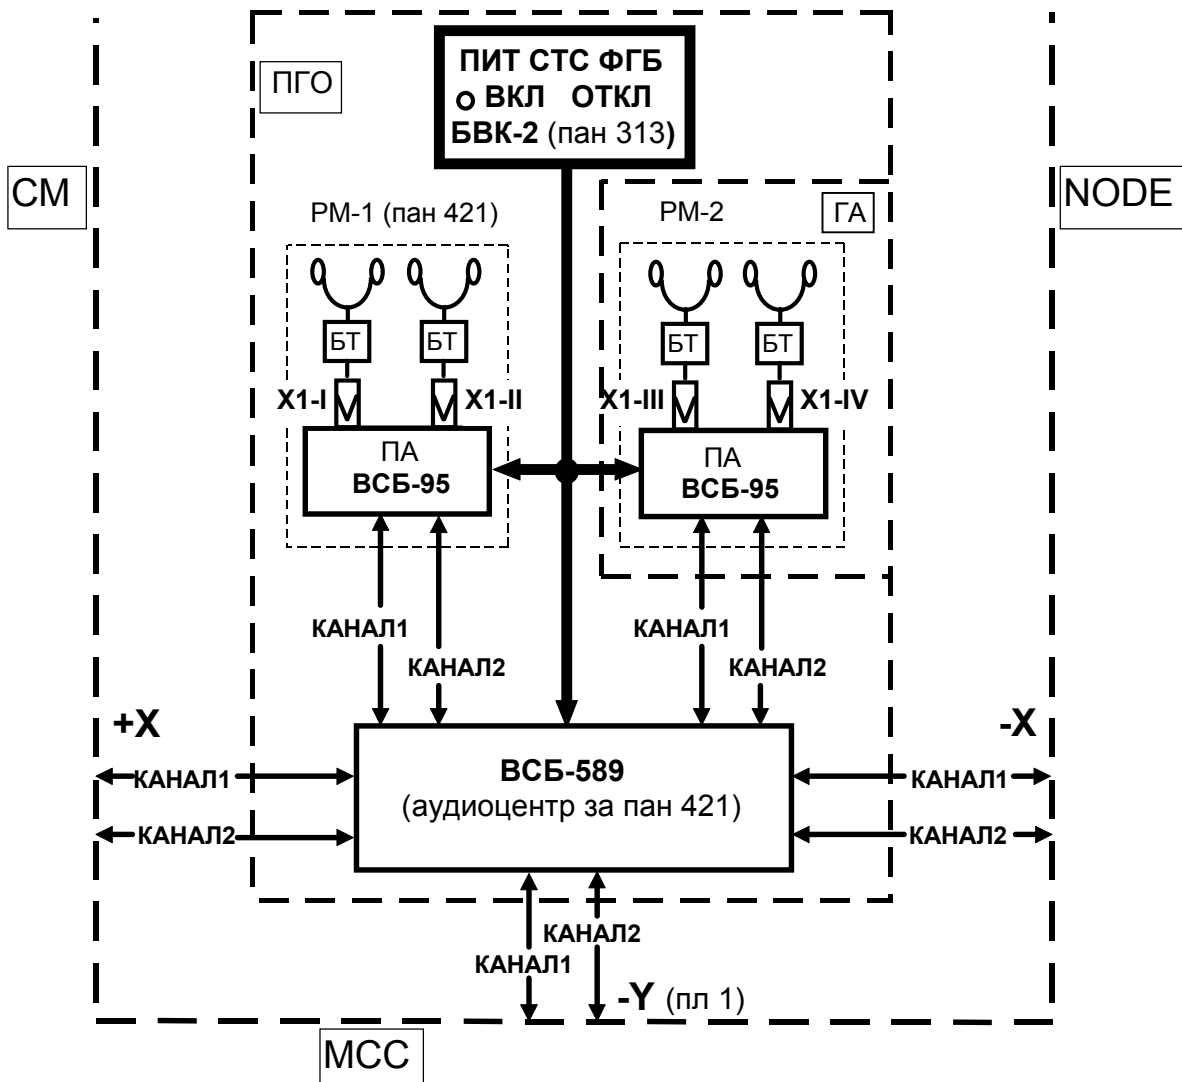 ПИТ СТС ФГБ
ВКЛ ОТКЛ
БВК-2 (пан 313)
ПГО
СМ
NODE
РМ-1 (пан 421)
РМ-2
ГА
БТ
БТ
БТ
БТ
X1-I
X1-II
X1-III
X1-IV
ПА
ВСБ-95
ПА
ВСБ-95
КАНАЛ1
КАНАЛ2
КАНАЛ1
КАНАЛ2
+X
-X
ВСБ-589
(аудиоцентр за пан 421)
КАНАЛ1
КАНАЛ2
КАНАЛ1
КАНАЛ2
КАНАЛ2
КАНАЛ1
-Y (пл 1)
МСС